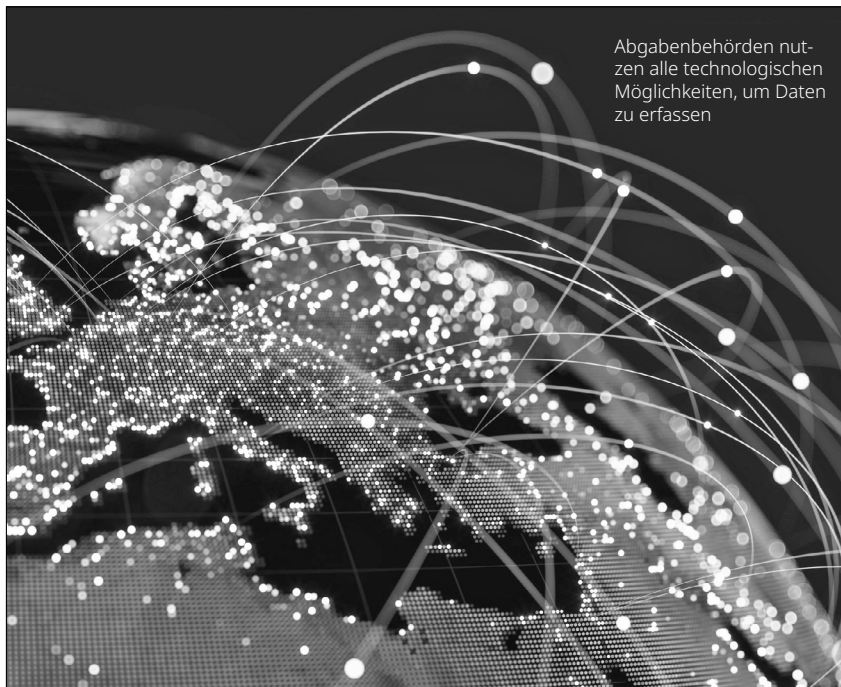 Abgabenbehörden nut-
zen alle technologischen
Möglichkeiten, um Daten
zu erfassen